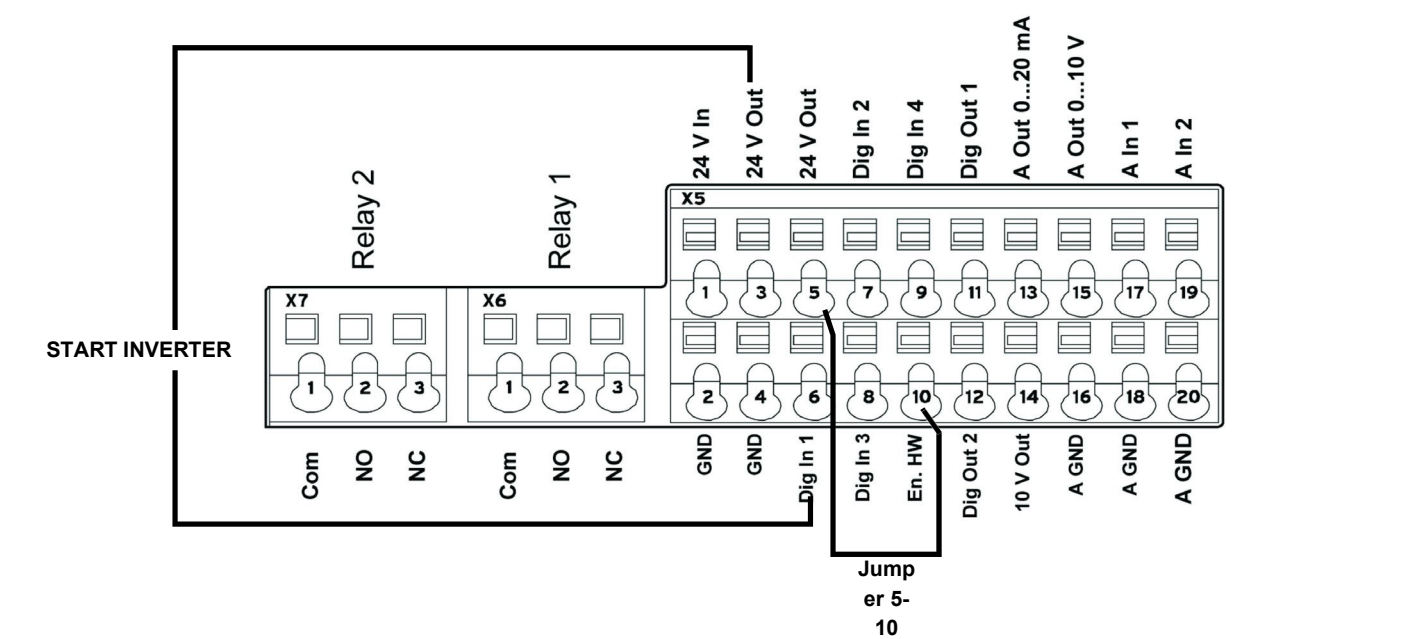 24 V In
24 V Out
24 V Out
Dig In 2
Dig In 4
Dig Out 1
A Out 0...20 mA
A Out 0...10 V
A In 1
A In 2
Relay 2
Relay 1
X5
1
3
5
7
9
11
13
15
17
19
X7
X6
START INVERTER
1
2
3
1
2
3
2
4
6
8
10
12
14
16
18
20
Com
NO
NC
Com
NO
NC
GND
GND
Dig In 1
Dig In 3
En. HW
Dig Out 2
10 V Out
A GND
A GND
A GND
Jump
er 5-
10